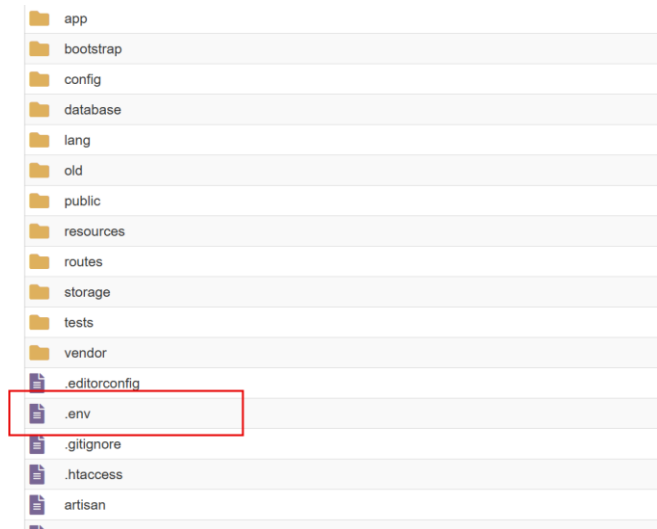 app
bootstrap
config
database
lang
old
public
resources
routes
storage
tests
vendor
.editorconfig
.env
.gitignore
.htaccess
artisan